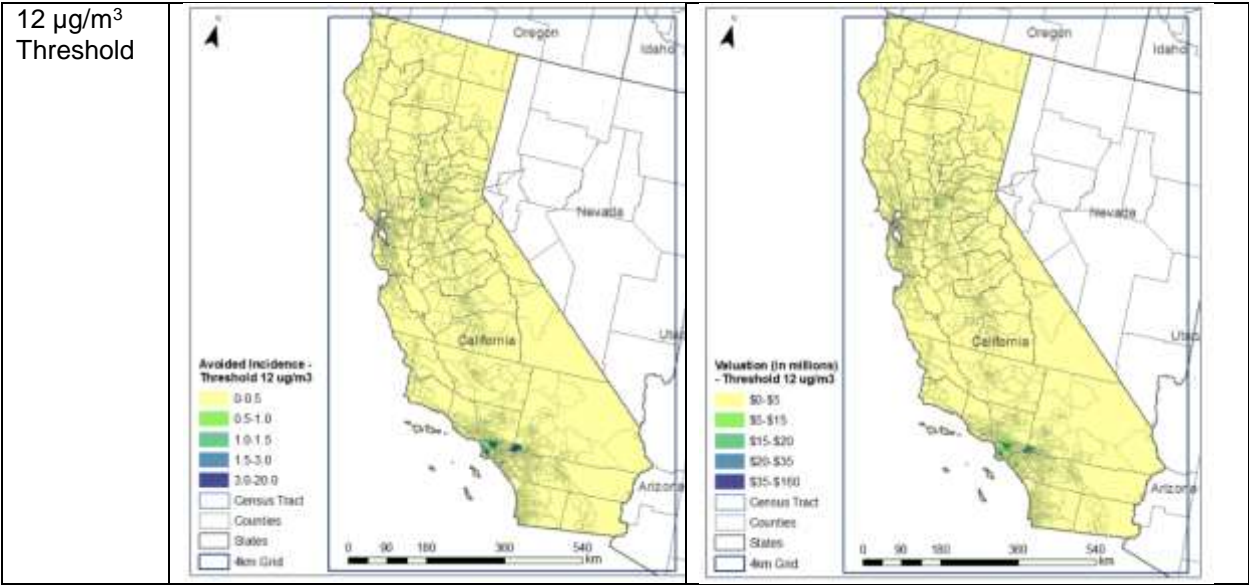 12 µg/m³
Threshold
Oregon
Idaho
Nevada
California
Arizona
Avoided Incidence -
Threshold 12 ug/m3
0-0.5
0.5-1.0
1.0-1.5
1.5-3.0
3.0-20.0
Census Tract
Counties
States
4km Grid
0 90 180 360 540
km
Oregon
Idaho
Nevada
California
Arizona
Valuation (in millions)
- Threshold 12 ug/m3
$0-$5
$5-$15
$15-$20
$20-$35
$35-$160
Census Tract
Counties
States
4km Grid
0 90 180 360 540
km